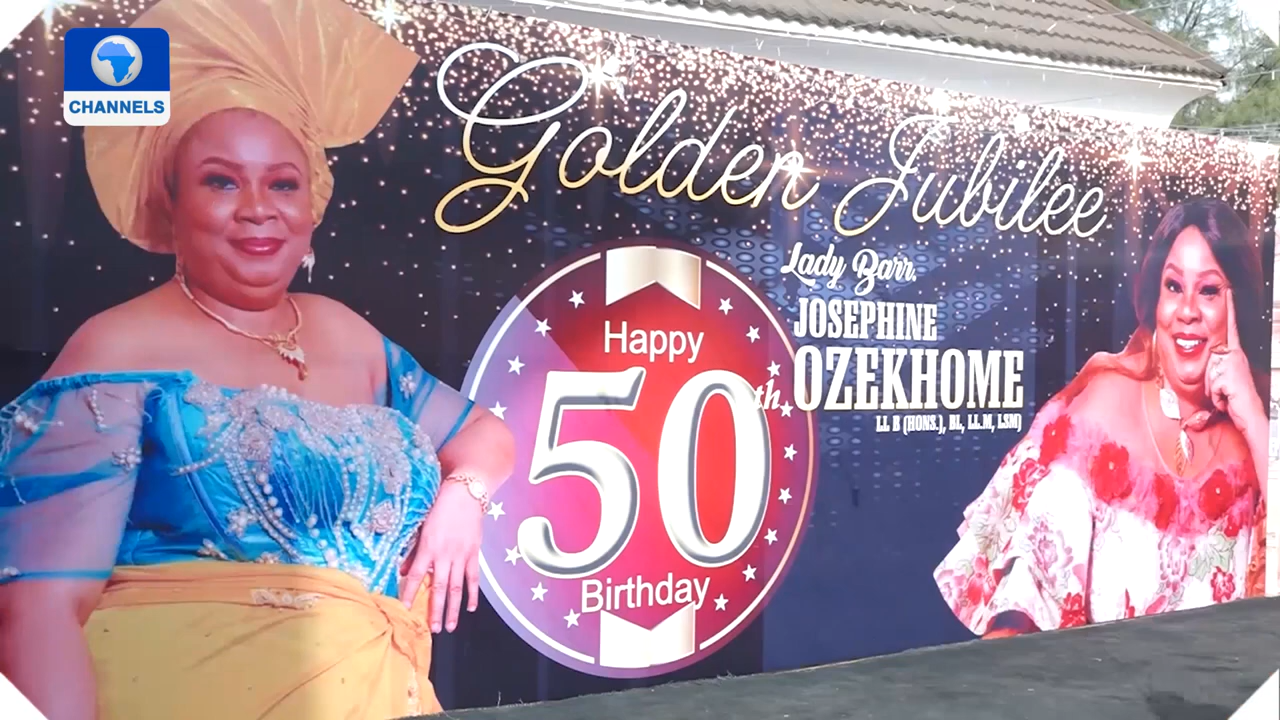 CHANNELS
Golden Jubilee
Happy
50th
Birthday
Lady Barr.
JOSEPHINE
OZEKHOME
LL B (HONS.), BL, LL.M, LSM)